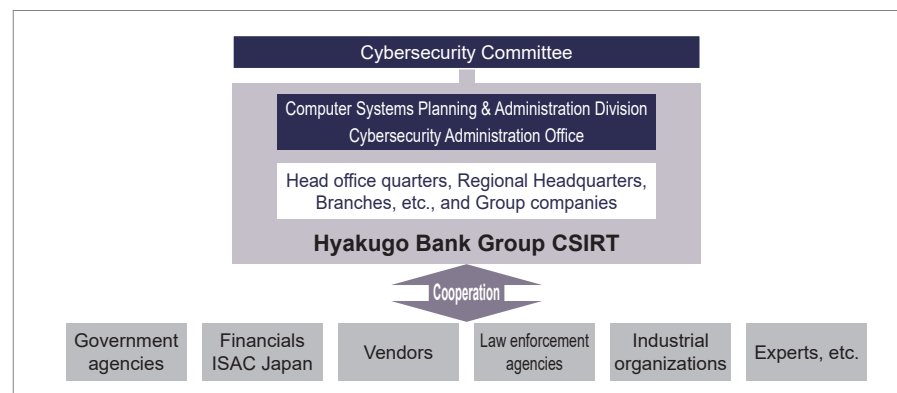 Cybersecurity Committee
Computer Systems Planning & Administration Division
Cybersecurity Administration Office
Head office quarters, Regional Headquarters,
Branches, etc., and Group companies
Hyakugo Bank Group CSIRT
Cooperation
Government
agencies
Financials
ISAC Japan
Vendors
Law enforcement
agencies
Industrial
organizations
Experts, etc.